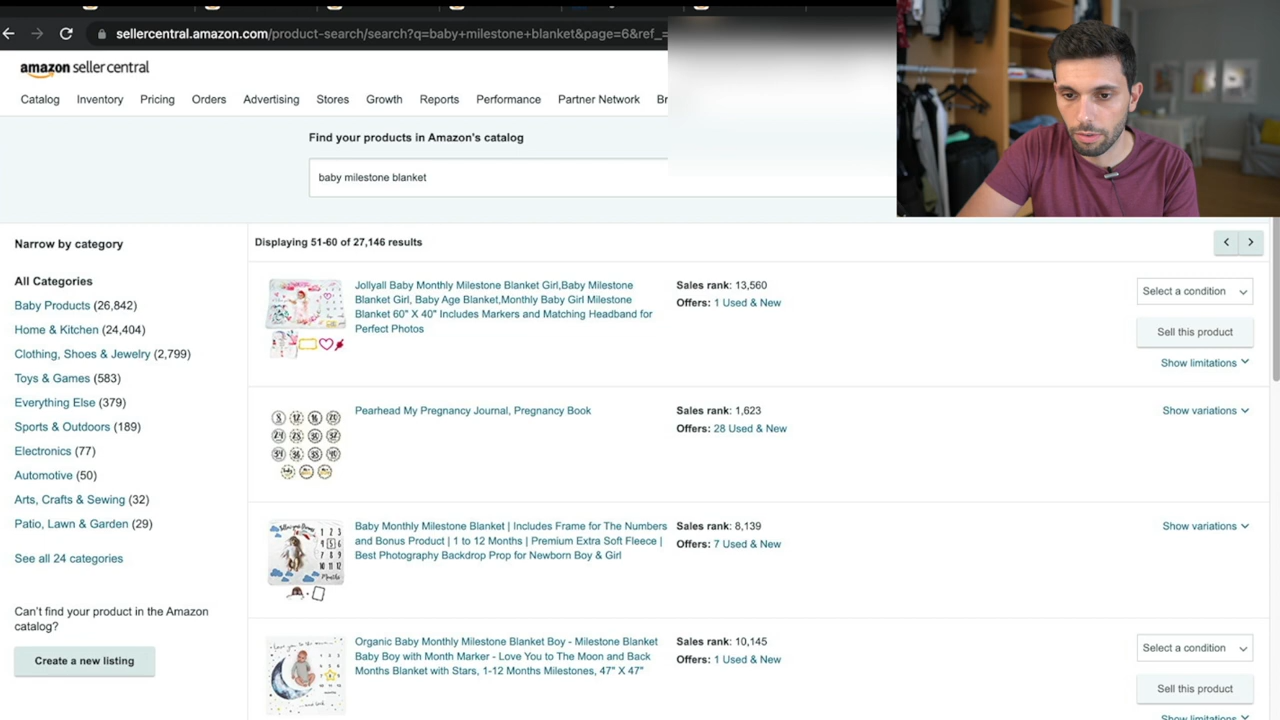 sellercentral.amazon.com/product-search/search?q=baby+milestone+blanket&page=6&ref_=
amazon seller central
Catalog Inventory Pricing Orders Advertising Stores Growth Reports Performance Partner Network Br
Find your products in Amazon's catalog
baby milestone blanket
Narrow by category
All Categories
Baby Products (26,842)
Home & Kitchen (24,404)
Clothing, Shoes & Jewelry (2,799)
Toys & Games (583)
Everything Else (379)
Sports & Outdoors (189)
Electronics (77)
Automotive (50)
Arts, Crafts & Sewing (32)
Patio, Lawn & Garden (29)
See all 24 categories
Can't find your product in the Amazon
catalog?
Create a new listing
Displaying 51-60 of 27,146 results
Jollyall Baby Monthly Milestone Blanket Girl,Baby Milestone
Blanket Girl, Baby Age Blanket,Monthly Baby Girl Milestone
Blanket 60" X 40" Includes Markers and Matching Headband for
Perfect Photos
Sales rank: 13,560
Offers: 1 Used & New
Select a condition
Sell this product
Show limitations
Pearhead My Pregnancy Journal, Pregnancy Book
Sales rank: 1,623
Offers: 28 Used & New
Show variations
Baby Monthly Milestone Blanket | Includes Frame for The Numbers
and Bonus Product | 1 to 12 Months | Premium Extra Soft Fleece |
Best Photography Backdrop Prop for Newborn Boy & Girl
Sales rank: 8,139
Offers: 7 Used & New
Show variations
Organic Baby Monthly Milestone Blanket Boy - Milestone Blanket
Baby Boy with Month Marker - Love You to The Moon and Back
Months Blanket with Stars, 1-12 Months Milestones, 47" X 47"
Sales rank: 10,145
Offers: 1 Used & New
Select a condition
Sell this product
Show limitations